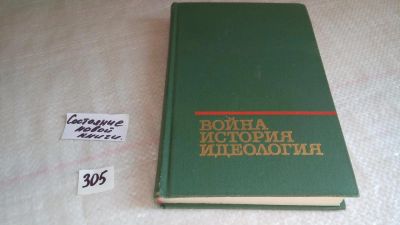 Состояние
новой
книги.
305
ВОЙНА
ИСТОРИЯ
ИДЕОЛОГИЯ